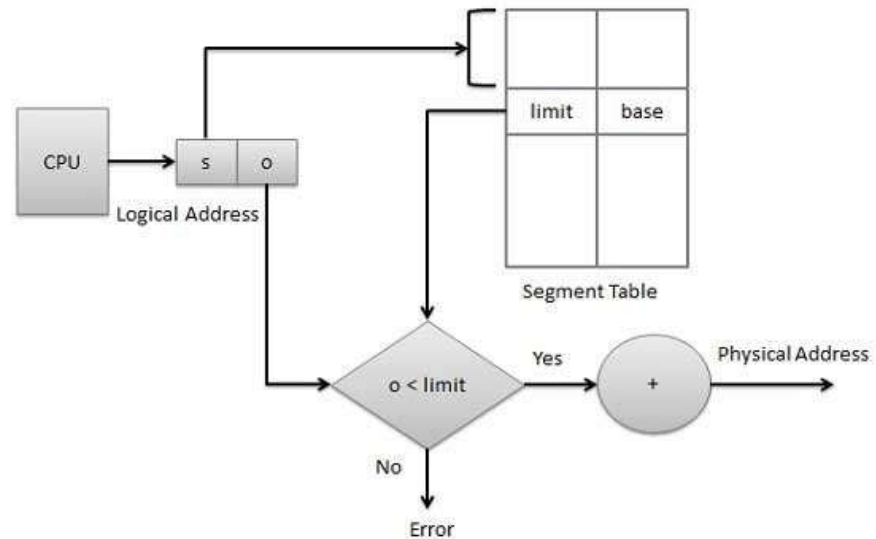 limit
base
CPU
s
o
Logical Address
Segment Table
o < limit
Yes
+
Physical Address
No
Error